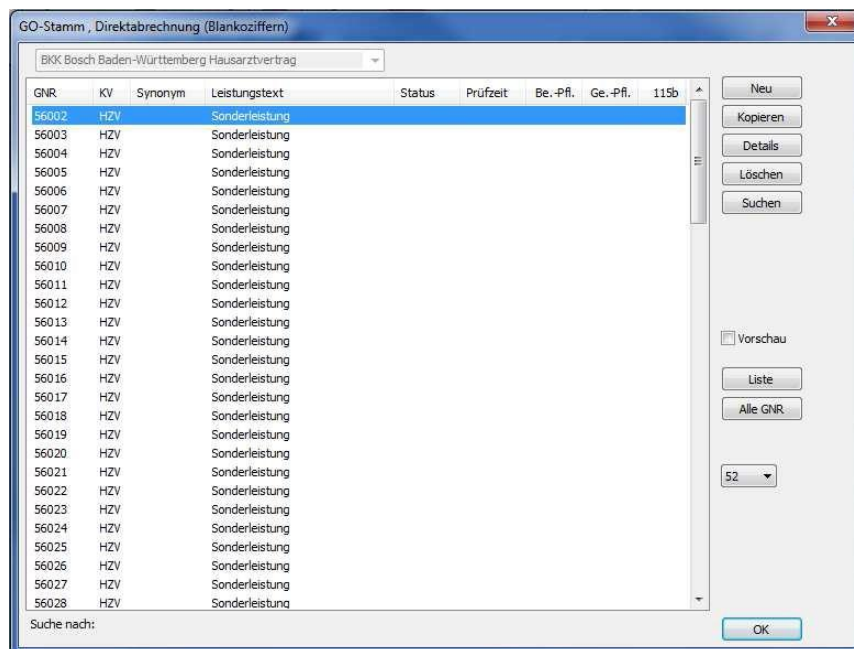 GO-Stamm , Direktabrechnung (Blankoziffern)
BKK Bosch Baden-Württemberg Hausarztvertrag
GNR KV Synonym Leistungstext Status Prüfzeit Be.-Pfl. Ge.-Pfl. 115b
56002 HZV Sonderleistung
56003 HZV Sonderleistung
56004 HZV Sonderleistung
56005 HZV Sonderleistung
56006 HZV Sonderleistung
56007 HZV Sonderleistung
56008 HZV Sonderleistung
56009 HZV Sonderleistung
56010 HZV Sonderleistung
56011 HZV Sonderleistung
56012 HZV Sonderleistung
56013 HZV Sonderleistung
56014 HZV Sonderleistung
56015 HZV Sonderleistung
56016 HZV Sonderleistung
56017 HZV Sonderleistung
56018 HZV Sonderleistung
56019 HZV Sonderleistung
56020 HZV Sonderleistung
56021 HZV Sonderleistung
56022 HZV Sonderleistung
56023 HZV Sonderleistung
56024 HZV Sonderleistung
56025 HZV Sonderleistung
56026 HZV Sonderleistung
56027 HZV Sonderleistung
56028 HZV Sonderleistung
Suche nach:
Neu
Kopieren
Details
Löschen
Suchen
Vorschau
Liste
Alle GNR
52
OK